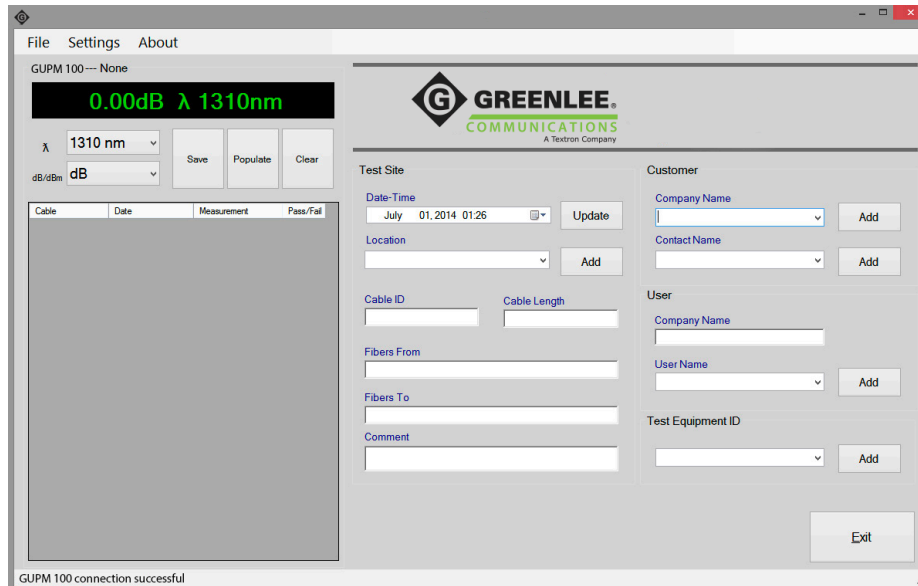 File Settings About
GUPM 100 --- None
0.00dB λ 1310nm
λ 1310 nm
dB/dBm dB
Save Populate Clear
Cable Date Measurement Pass/Fail
G GREENLEE.
COMMUNICATIONS
A Textron Company
Test Site
Date-Time
July 01, 2014 01:26 Update
Location
Add
Cable ID Cable Length
Fibers From
Fibers To
Comment
Customer
Company Name
Add
Contact Name
Add
User
Company Name
User Name
Add
Test Equipment ID
Add
Exit
GUPM 100 connection successful